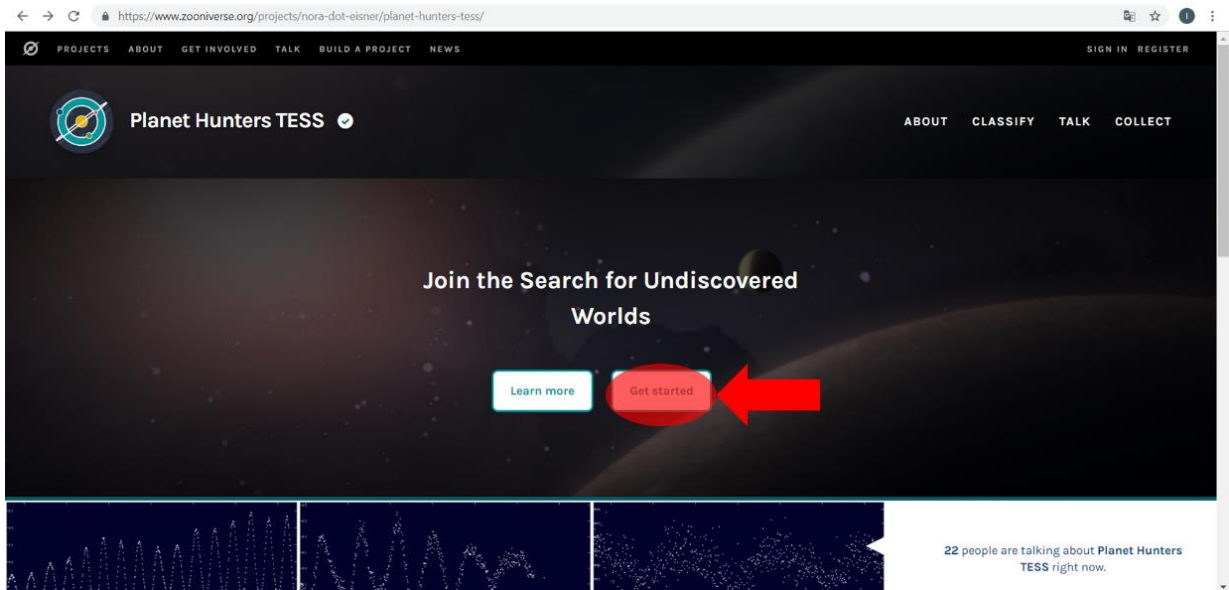 https://www.zooniverse.org/projects/nora-dot-eisner/planet-hunters-tess/
PROJECTS ABOUT GET INVOLVED TALK BUILD A PROJECT NEWS SIGN IN REGISTER
Planet Hunters TESS ABOUT CLASSIFY TALK COLLECT
Join the Search for Undiscovered
Worlds
Learn more Get started
22 people are talking about Planet Hunters
TESS right now.